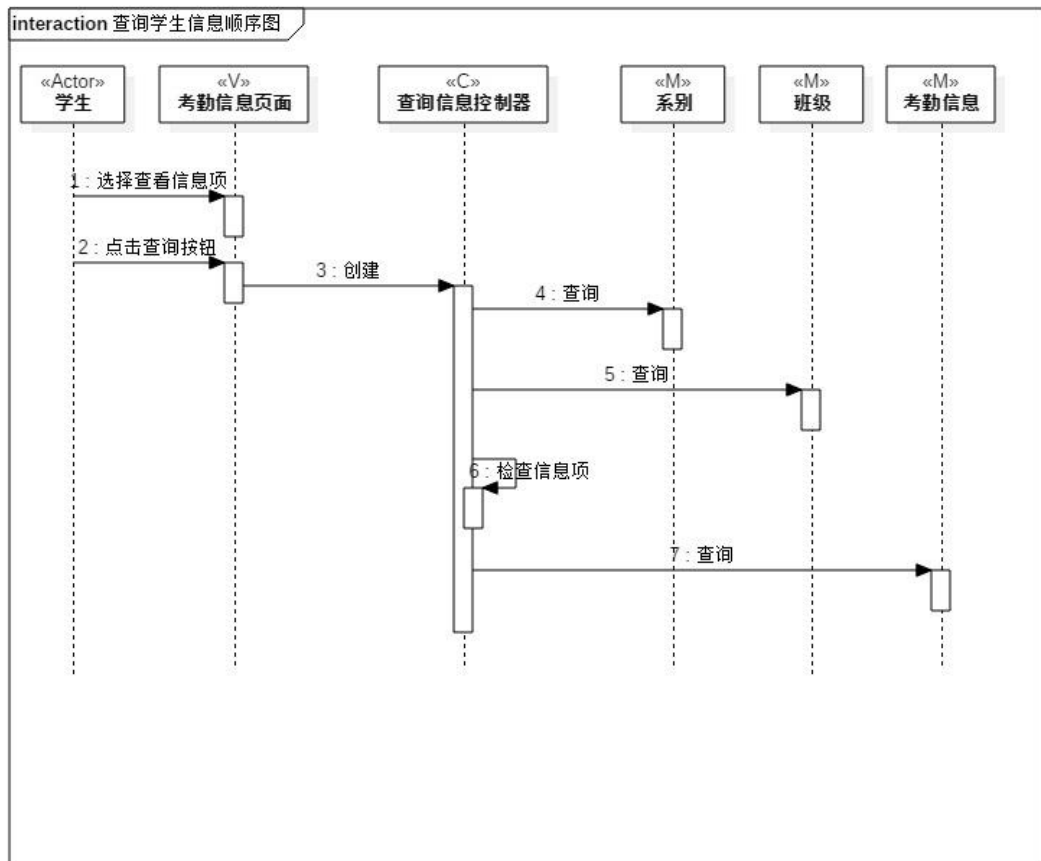 interaction 查询学生信息顺序图
«Actor»
学生
«V»
考勤信息页面
«C»
查询信息控制器
«M»
系别
«M»
班级
«M»
考勤信息
1 : 选择查看信息项
2 : 点击查询按钮
3 : 创建
4 : 查询
5 : 查询
6 : 检查信息项
7 : 查询